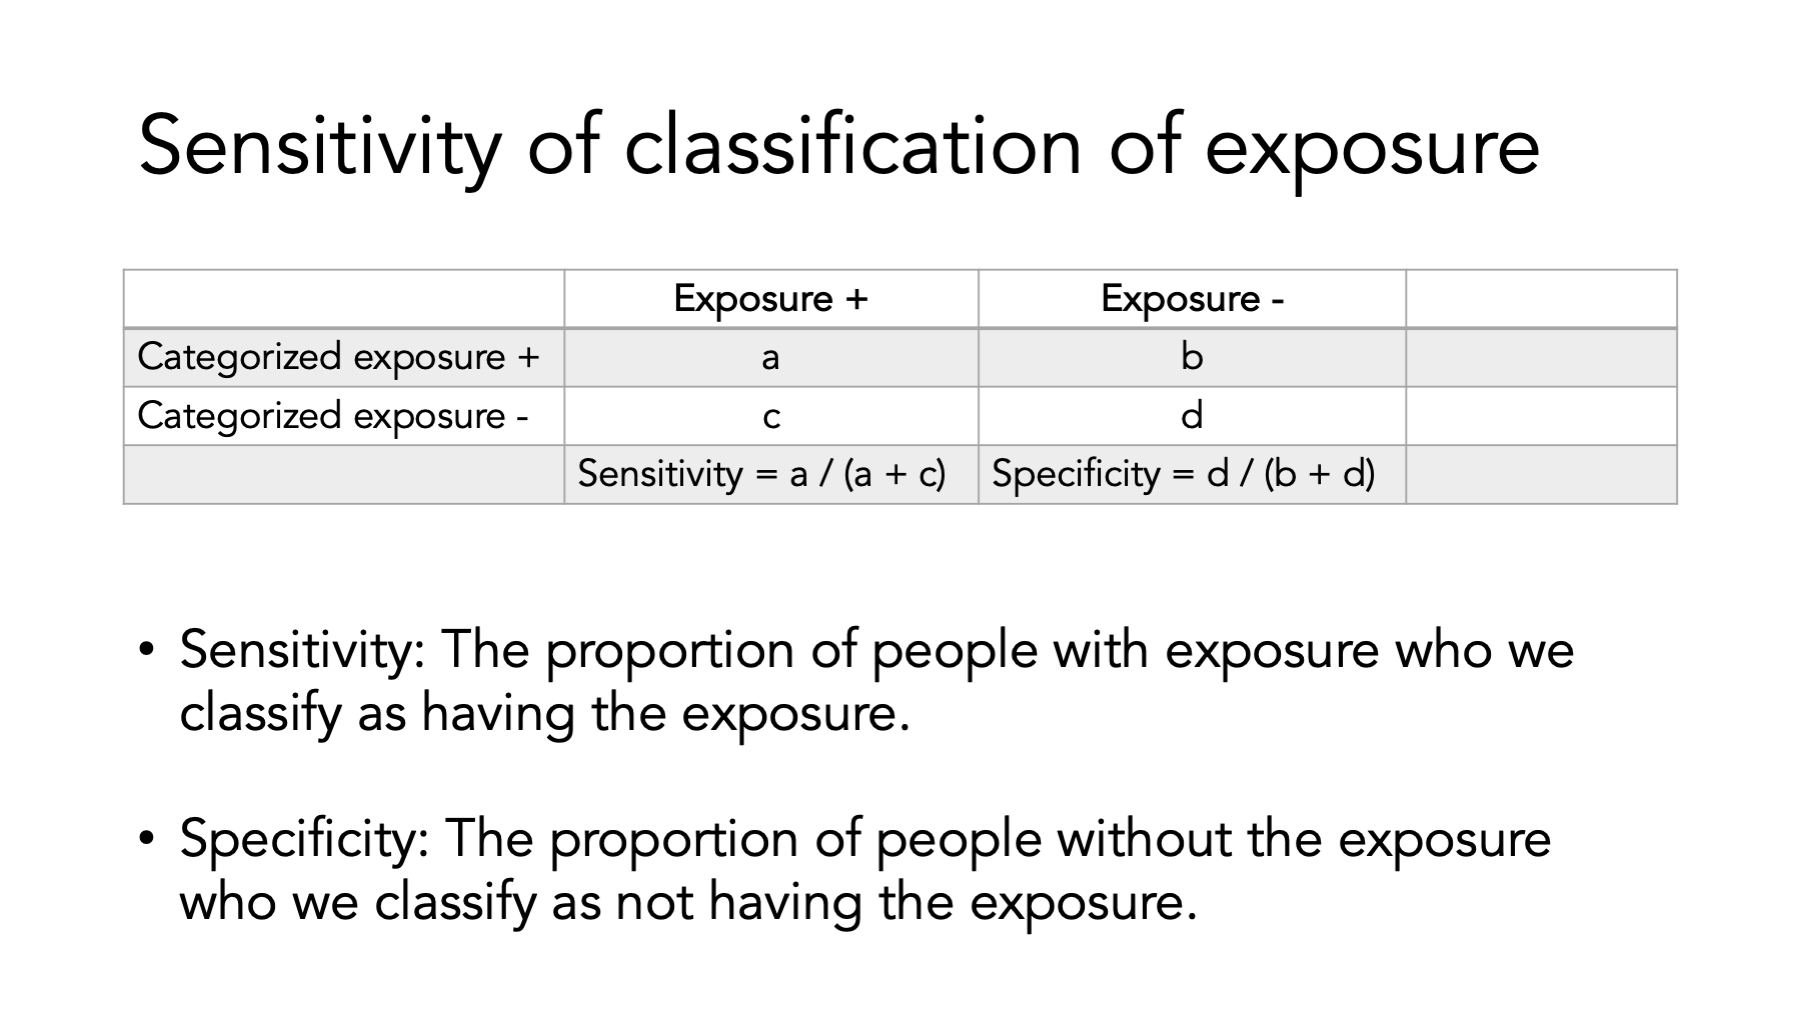 Sensitivity of classification of exposure
Exposure + Exposure -
Categorized exposure + a b
Categorized exposure - c d
Sensitivity = a / (a + c) Specificity = d / (b + d)
• Sensitivity: The proportion of people with exposure who we
classify as having the exposure.
• Specificity: The proportion of people without the exposure
who we classify as not having the exposure.